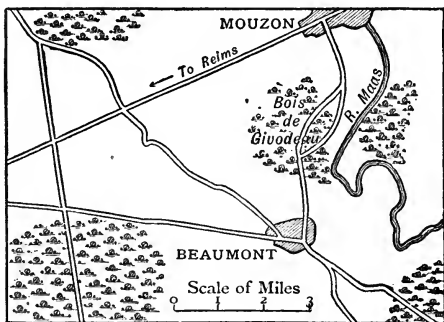 MOUZON
← To Reims
Bois
de
Givodeau
R. Maas
BEAUMONT
Scale of Miles
0 1 2 3